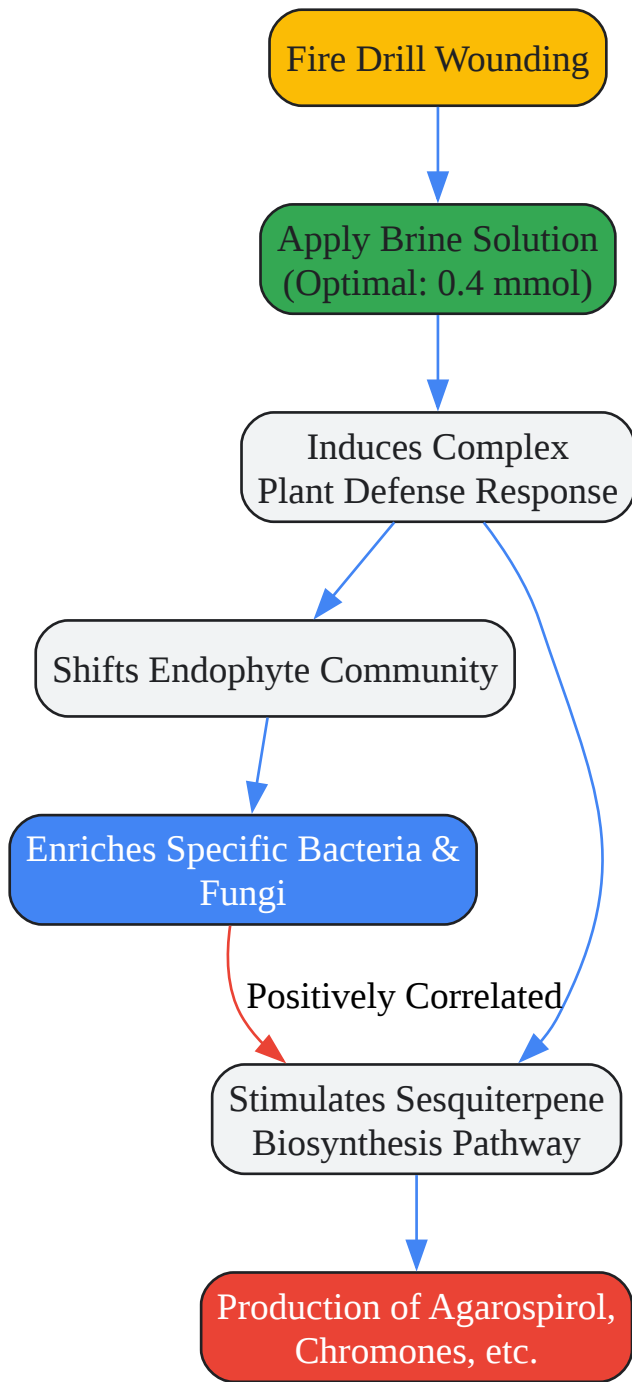 Fire Drill Wounding
Apply Brine Solution
(Optimal: 0.4 mmol)
Induces Complex
Plant Defense Response
Shifts Endophyte Community
Enriches Specific Bacteria &
Fungi
Positively Correlated
Stimulates Sesquiterpene
Biosynthesis Pathway
Production of Agarospirol,
Chromones, etc.